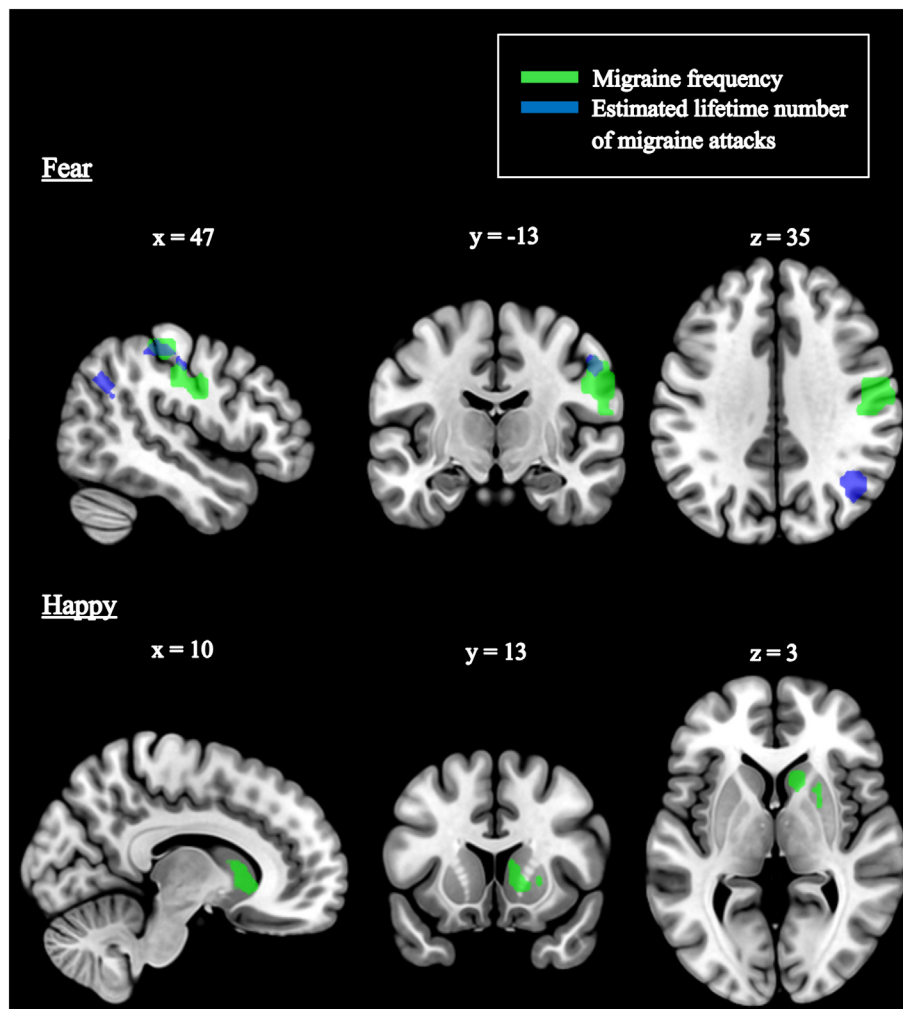 Migraine frequency
Estimated lifetime number
of migraine attacks
Fear
x = 47
y = -13
z = 35
Happy
x = 10
y = 13
z = 3